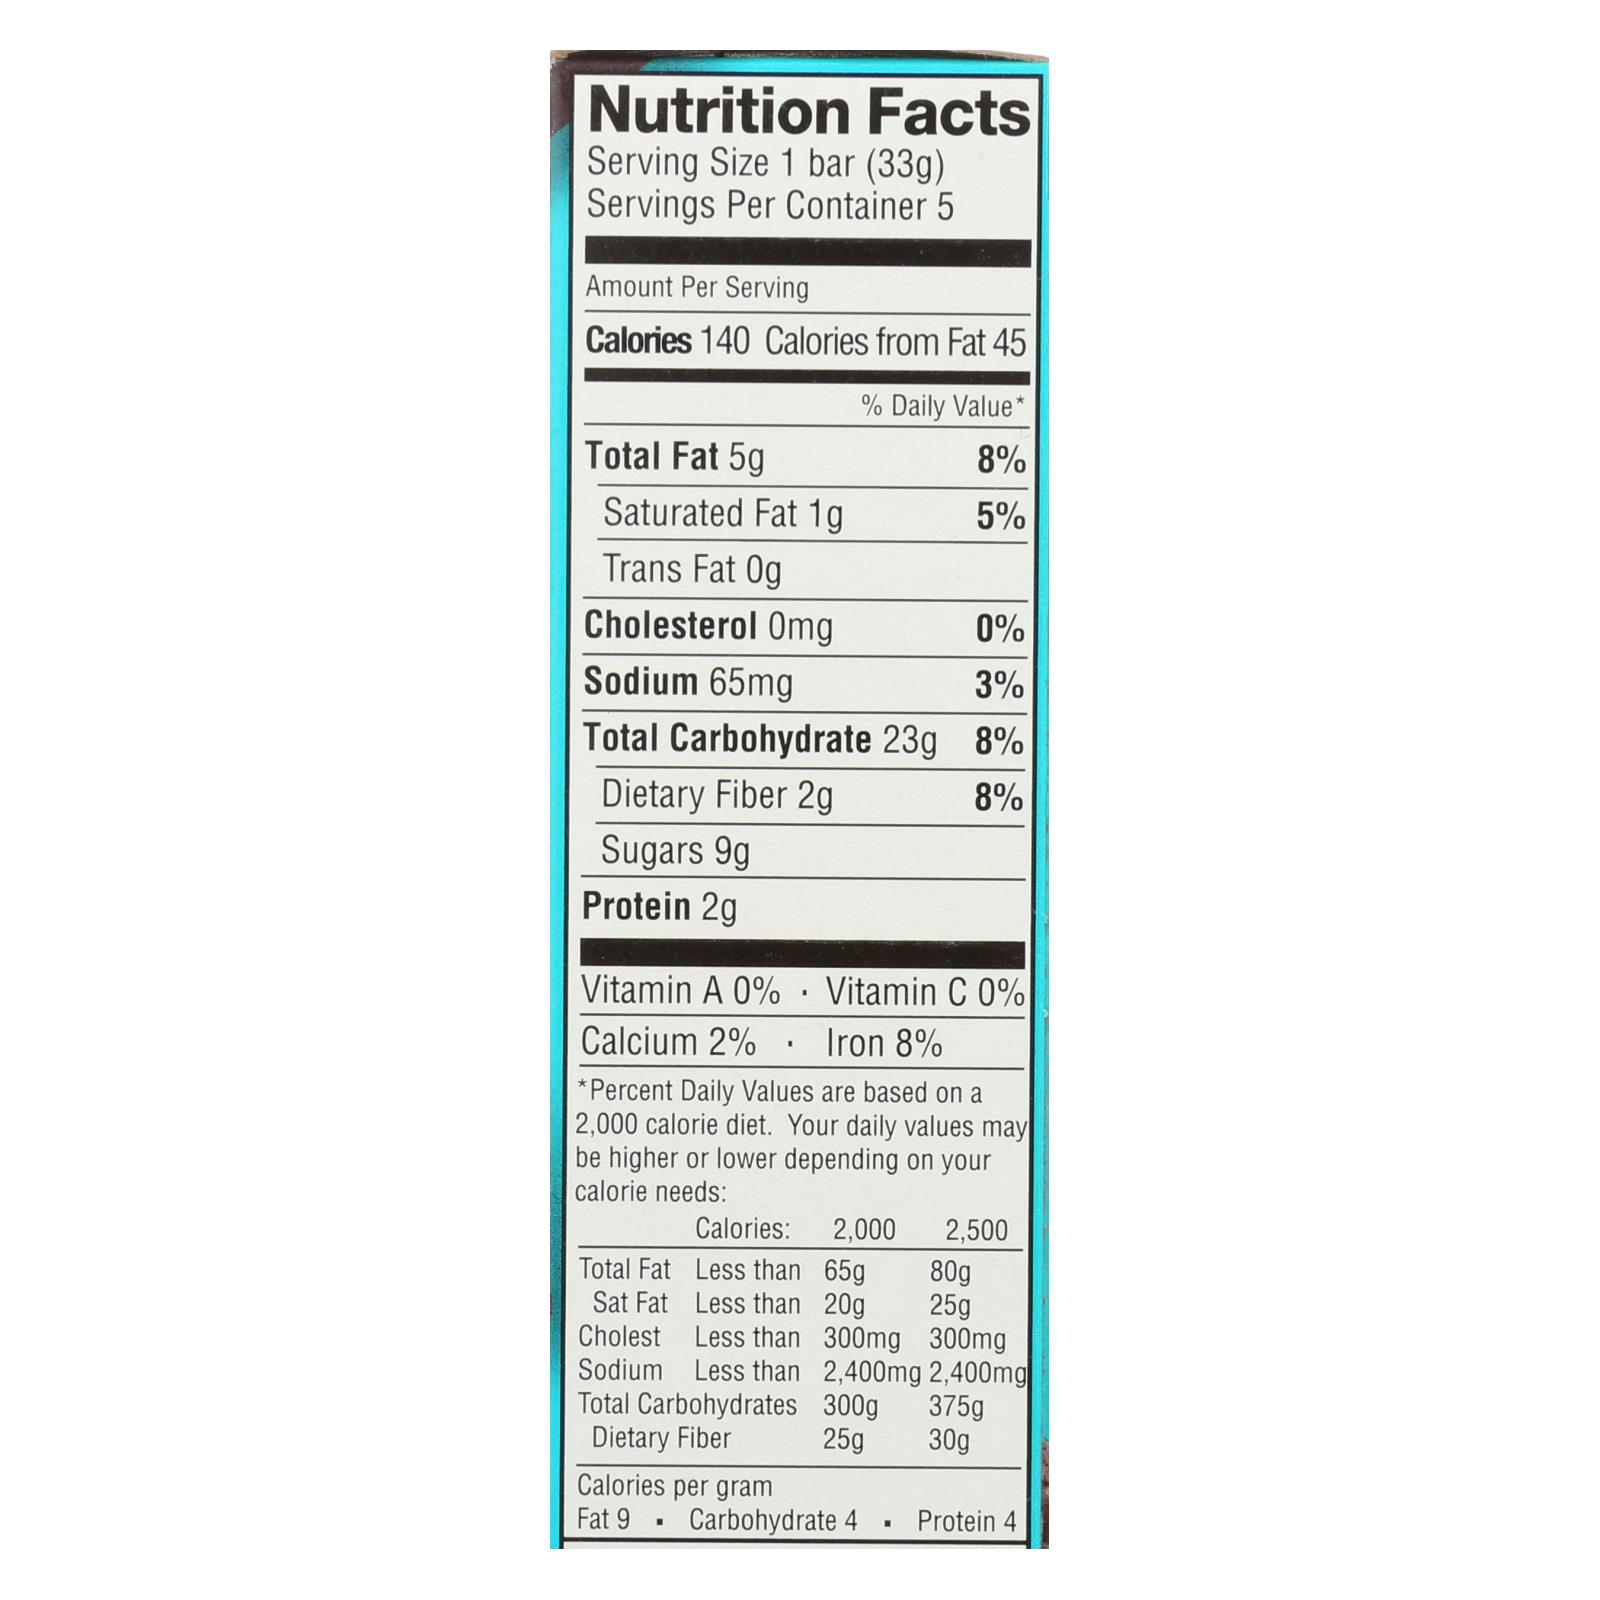 Nutrition Facts
Serving Size 1 bar (33g)
Servings Per Container 5
Amount Per Serving
Calories 140 Calories from Fat 45
% Daily Value*
Total Fat 5g 8%
Saturated Fat 1g 5%
Trans Fat 0g
Cholesterol 0mg 0%
Sodium 65mg 3%
Total Carbohydrate 23g 8%
Dietary Fiber 2g 8%
Sugars 9g
Protein 2g
Vitamin A 0% · Vitamin C 0%
Calcium 2% · Iron 8%
*Percent Daily Values are based on a
2,000 calorie diet. Your daily values may
be higher or lower depending on your
calorie needs:
Calories: 2,000 2,500
Total Fat Less than 65g 80g
Sat Fat Less than 20g 25g
Cholest Less than 300mg 300mg
Sodium Less than 2,400mg 2,400mg
Total Carbohydrates 300g 375g
Dietary Fiber 25g 30g
Calories per gram
Fat 9 ▪ Carbohydrate 4 ▪ Protein 4